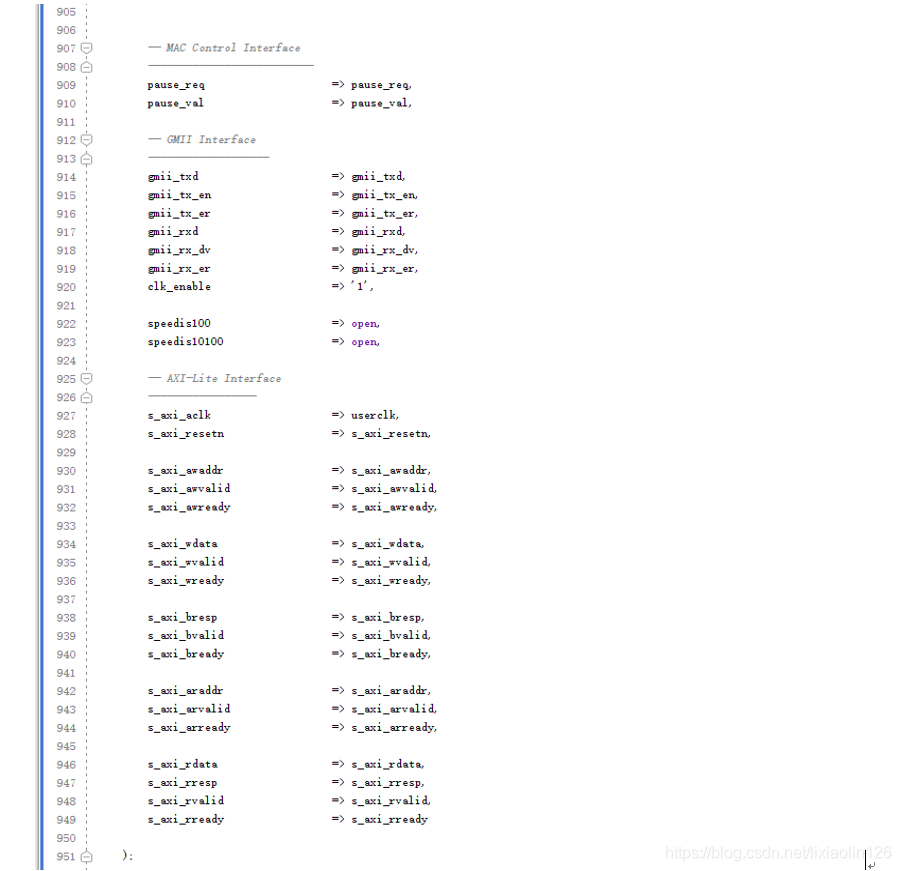 905
906
907 -- MAC Control Interface
908 --------------------------
909 pause_req => pause_req,
910 pause_val => pause_val,
911
912 -- GMII Interface
913 -------------------
914 gmii_txd => gmii_txd,
915 gmii_tx_en => gmii_tx_en,
916 gmii_tx_er => gmii_tx_er,
917 gmii_rxd => gmii_rxd,
918 gmii_rx_dv => gmii_rx_dv,
919 gmii_rx_er => gmii_rx_er,
920 clk_enable => '1',
921
922 speedis100 => open,
923 speedis10100 => open,
924
925 -- AXI-Lite Interface
926 -----------------
927 s_axi_aclk => userclk,
928 s_axi_resetn => s_axi_resetn,
929
930 s_axi_awaddr => s_axi_awaddr,
931 s_axi_awvalid => s_axi_awvalid,
932 s_axi_awready => s_axi_awready,
933
934 s_axi_wdata => s_axi_wdata,
935 s_axi_wvalid => s_axi_wvalid,
936 s_axi_wready => s_axi_wready,
937
938 s_axi_bresp => s_axi_bresp,
939 s_axi_bvalid => s_axi_bvalid,
940 s_axi_bready => s_axi_bready,
941
942 s_axi_araddr => s_axi_araddr,
943 s_axi_arvalid => s_axi_arvalid,
944 s_axi_arready => s_axi_arready,
945
946 s_axi_rdata => s_axi_rdata,
947 s_axi_rresp => s_axi_rresp,
948 s_axi_rvalid => s_axi_rvalid,
949 s_axi_rready => s_axi_rready
950
951 );
https://blog.csdn.net/lixiaolin126